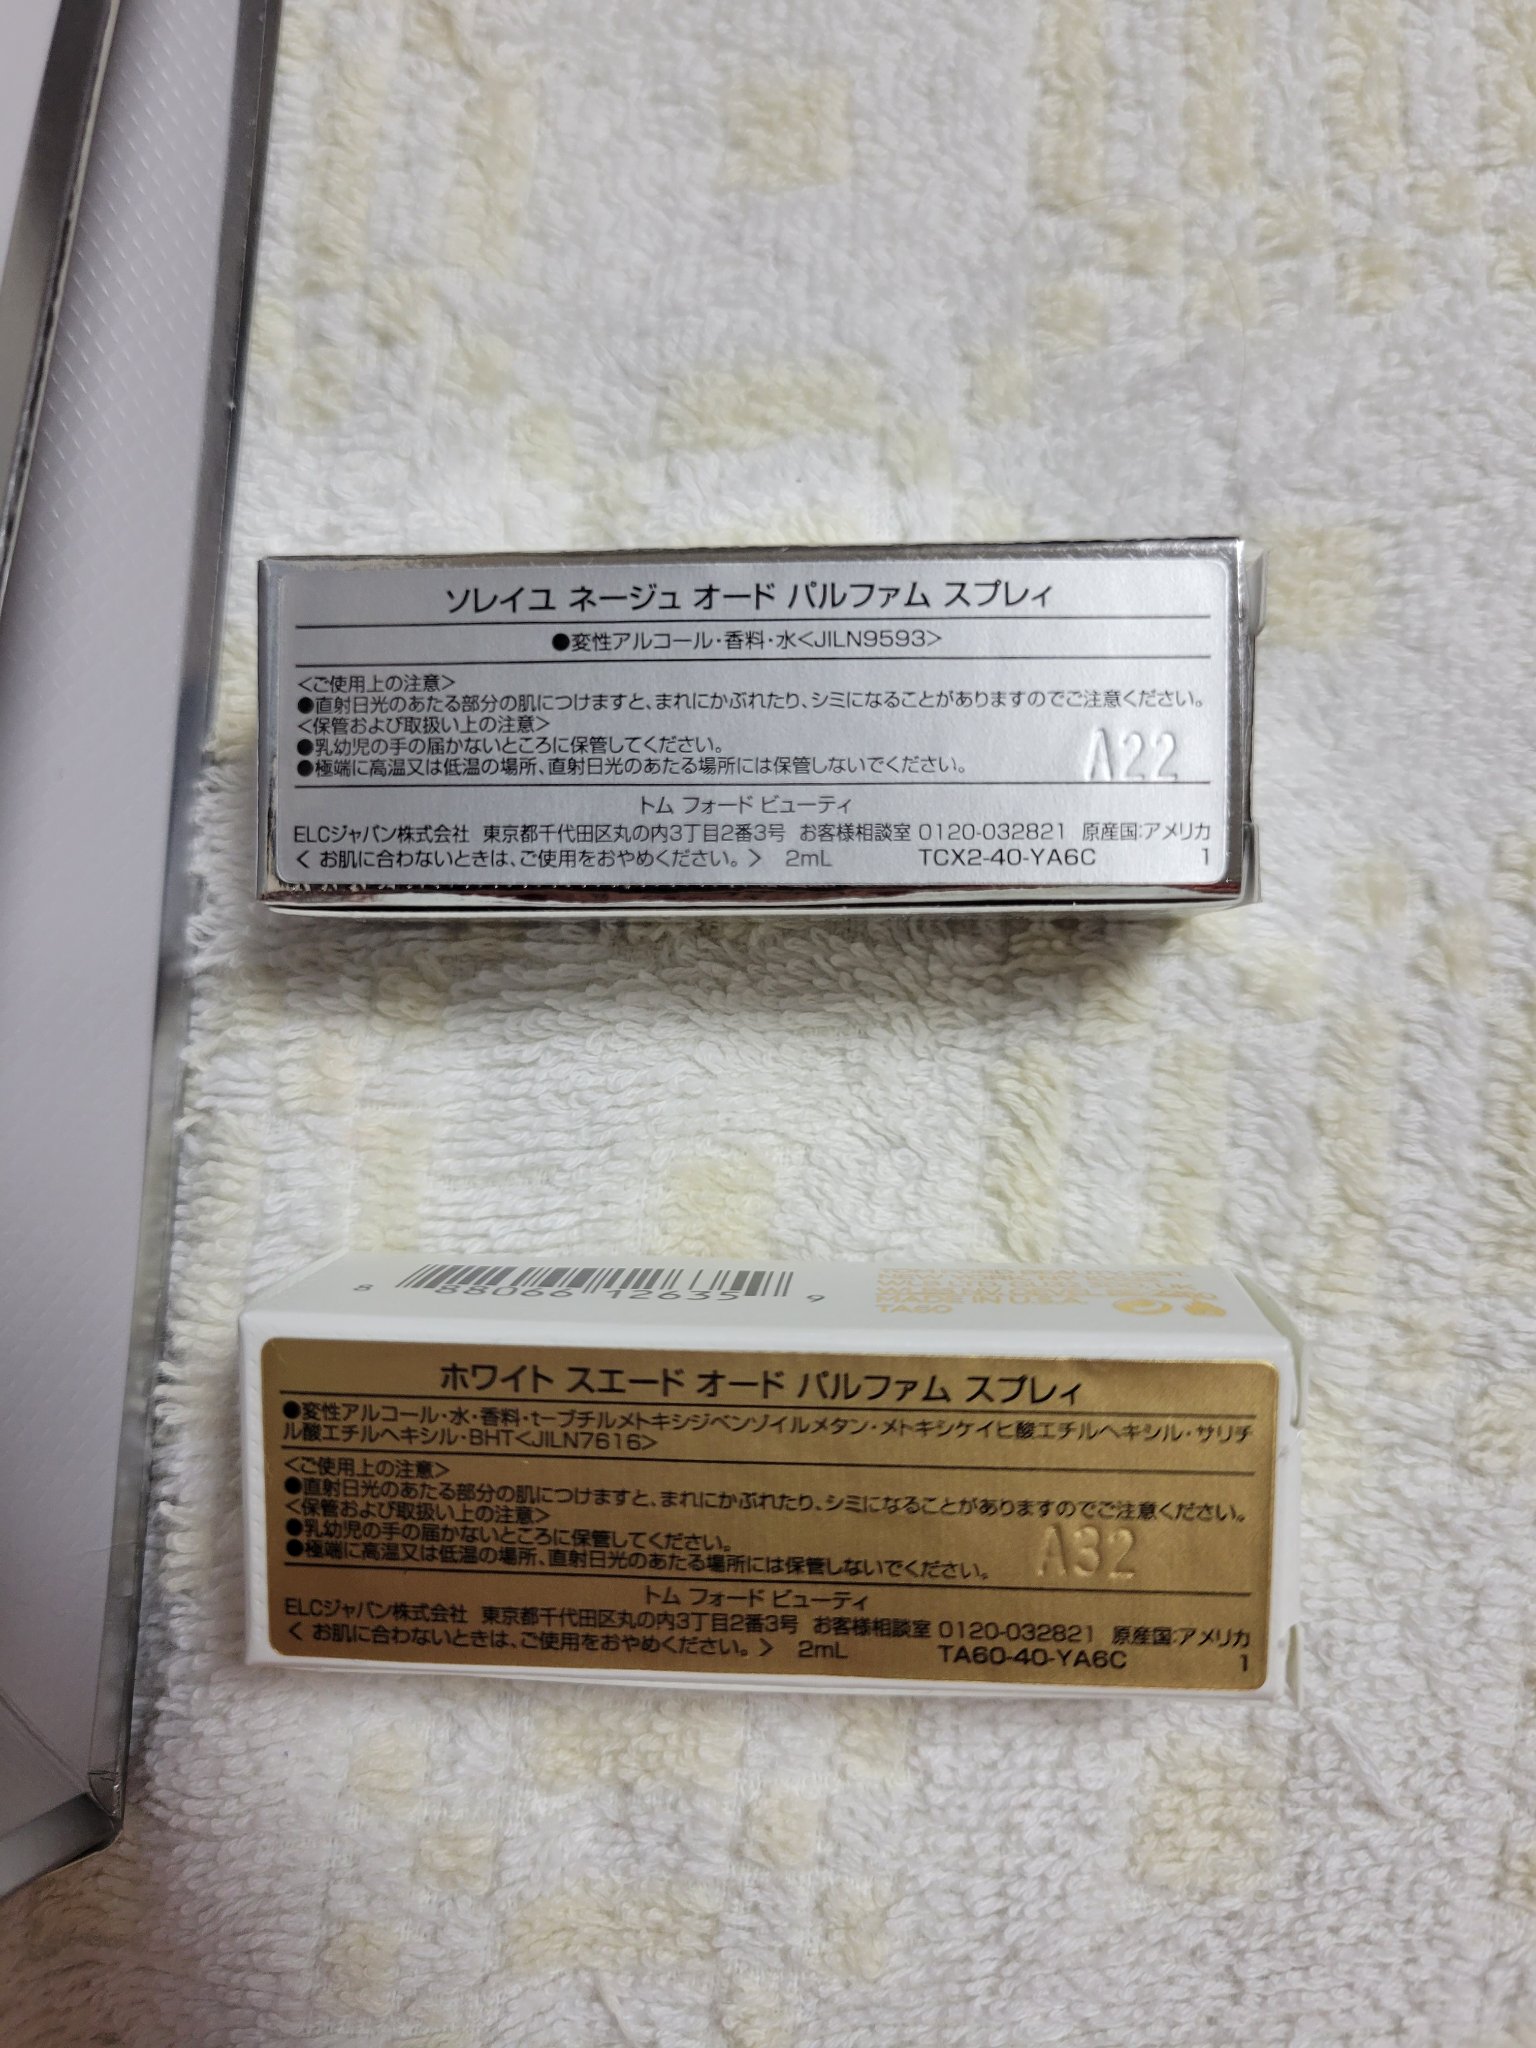 ソレイユ ネージュ オード パルファム スプレィ
●変性アルコール・香料・水<JILN9593>
<ご使用上の注意>
●直射日光のあたる部分の肌につけますと、まれにかぶれたり、シミになることがありますのでご注意ください。
<保管および取扱い上の注意>
●乳幼児の手の届かないところに保管してください。
●極端に高温又は低温の場所、直射日光のあたる場所には保管しないでください。
A22
トム フォード ビューティ
ELCジャパン株式会社 東京都千代田区丸の内3丁目2番3号 お客様相談室 0120-032821 原産国:アメリカ
< お肌に合わないときは、ご使用をおやめください。> 2mL TCX2-40-YA6C 1
8 88066 12635 9
MADE IN U.S.A.
TA60
ホワイト スエード オード パルファム スプレィ
●変性アルコール・水・香料・t-ブチルメトキシジベンゾイルメタン・メトキシケイヒ酸エチルヘキシル・サリチ
ル酸エチルヘキシル・BHT<JILN7616>
<ご使用上の注意>
●直射日光のあたる部分の肌につけますと、まれにかぶれたり、シミになることがありますのでご注意ください。
<保管および取扱い上の注意>
●乳幼児の手の届かないところに保管してください。
●極端に高温又は低温の場所、直射日光のあたる場所には保管しないでください。
A32
トム フォード ビューティ
ELCジャパン株式会社 東京都千代田区丸の内3丁目2番3号 お客様相談室 0120-032821 原産国:アメリカ
< お肌に合わないときは、ご使用をおやめください。> 2mL TA60-40-YA6C 1